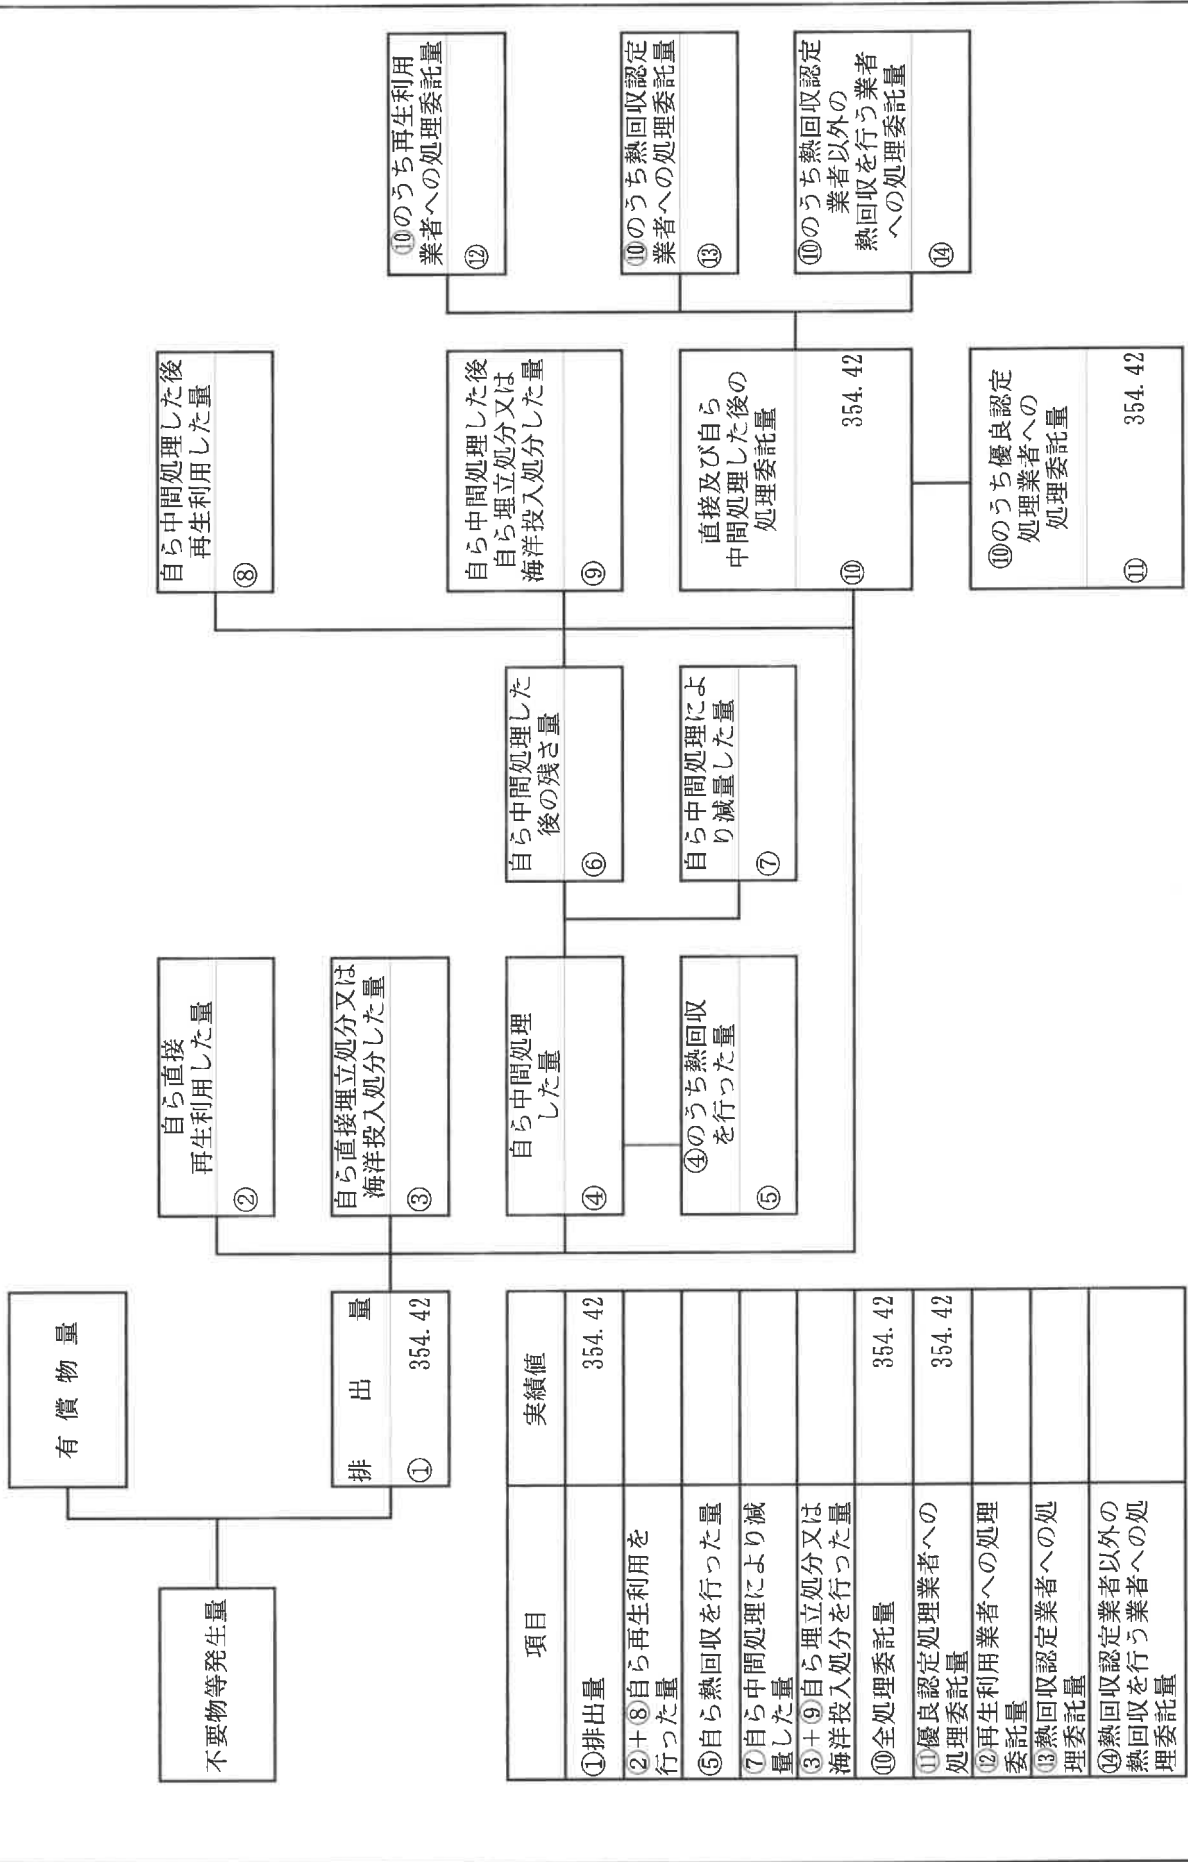 不要物等発生量
有償物量
排出量
① 354.42
自ら直接
再生利用した量
②
自ら直接埋立処分又は
海洋投入処分した量
③
自ら中間処理
した量
④
④のうち熱回収
を行った量
⑤
自ら中間処理した
後の残さ量
⑥
自ら中間処理によ
り減量した量
⑦
自ら中間処理した後
再生利用した量
⑧
自ら中間処理した後
自ら埋立処分又は
海洋投入処分した量
⑨
直接及び自ら
中間処理した後の
処理委託量
⑩ 354.42
⑩のうち優良認定
処理業者への
処理委託量
⑪ 354.42
⑩のうち再生利用
業者への処理委託量
⑫
⑩のうち熱回収認定
業者への処理委託量
⑬
⑩のうち熱回収認定
業者以外の
熱回収を行う業者
への処理委託量
⑭
項目 実績値
①排出量 354.42
②+⑧自ら再生利用を
行った量
⑤自ら熱回収を行った量
⑦自ら中間処理により減
量した量
③+⑨自ら埋立処分又は
海洋投入処分を行った量
⑩全処理委託量 354.42
⑪優良認定処理業者への
処理委託量 354.42
⑫再生利用業者への処理
委託量
⑬熱回収認定業者への処
理委託量
⑭熱回収認定業者以外の
熱回収を行う業者への処
理委託量